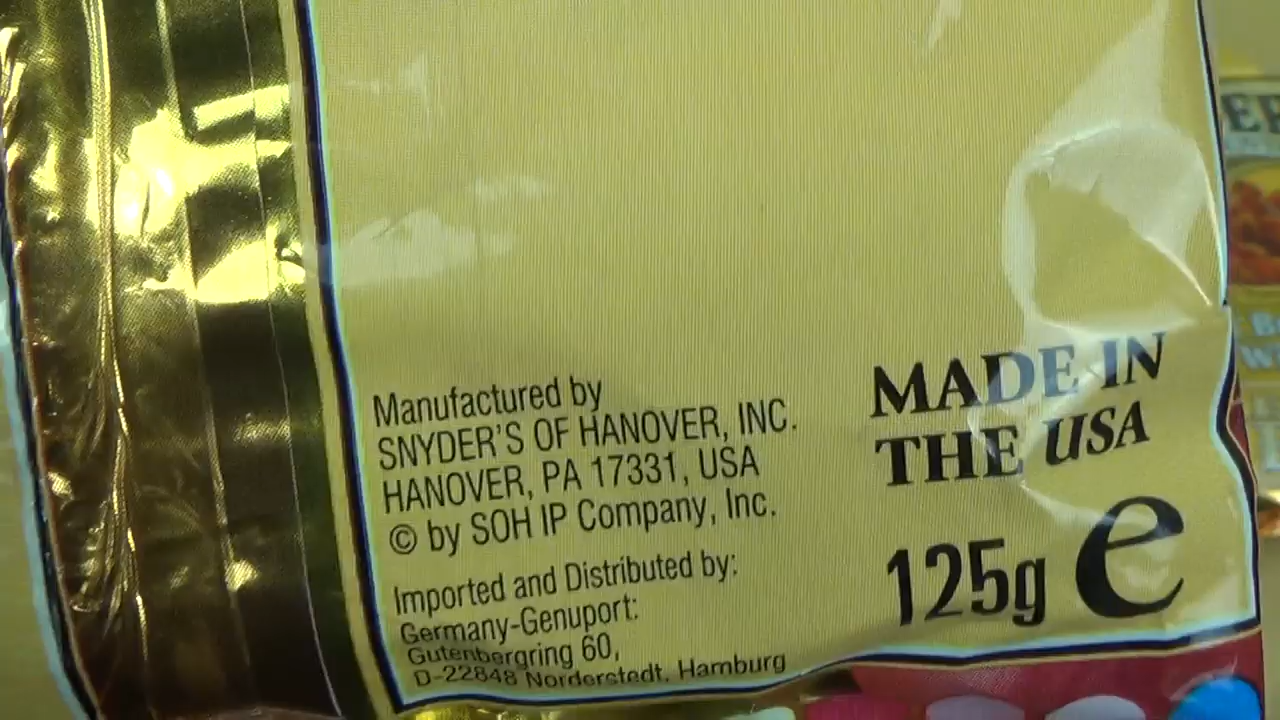 Manufactured by
SNYDER'S OF HANOVER, INC.
HANOVER, PA 17331, USA
© by SOH IP Company, Inc.
Imported and Distributed by:
Germany-Genuport:
Gutenbergring 60,
D-22848 Norderstedt, Hamburg
MADE IN
THE USA
125g e